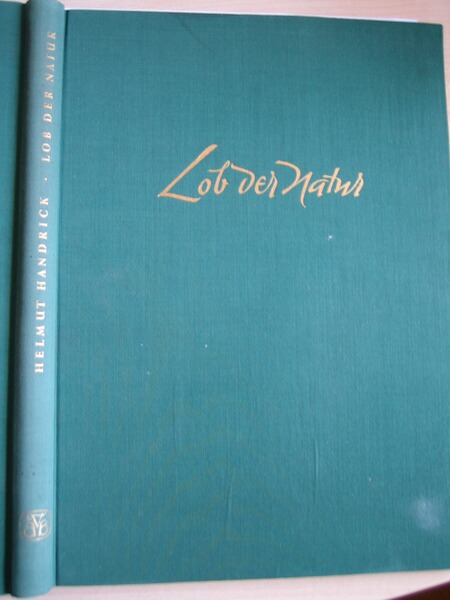 Lob der Natur
HELMUT HANDRICK · LOB DER NATUR